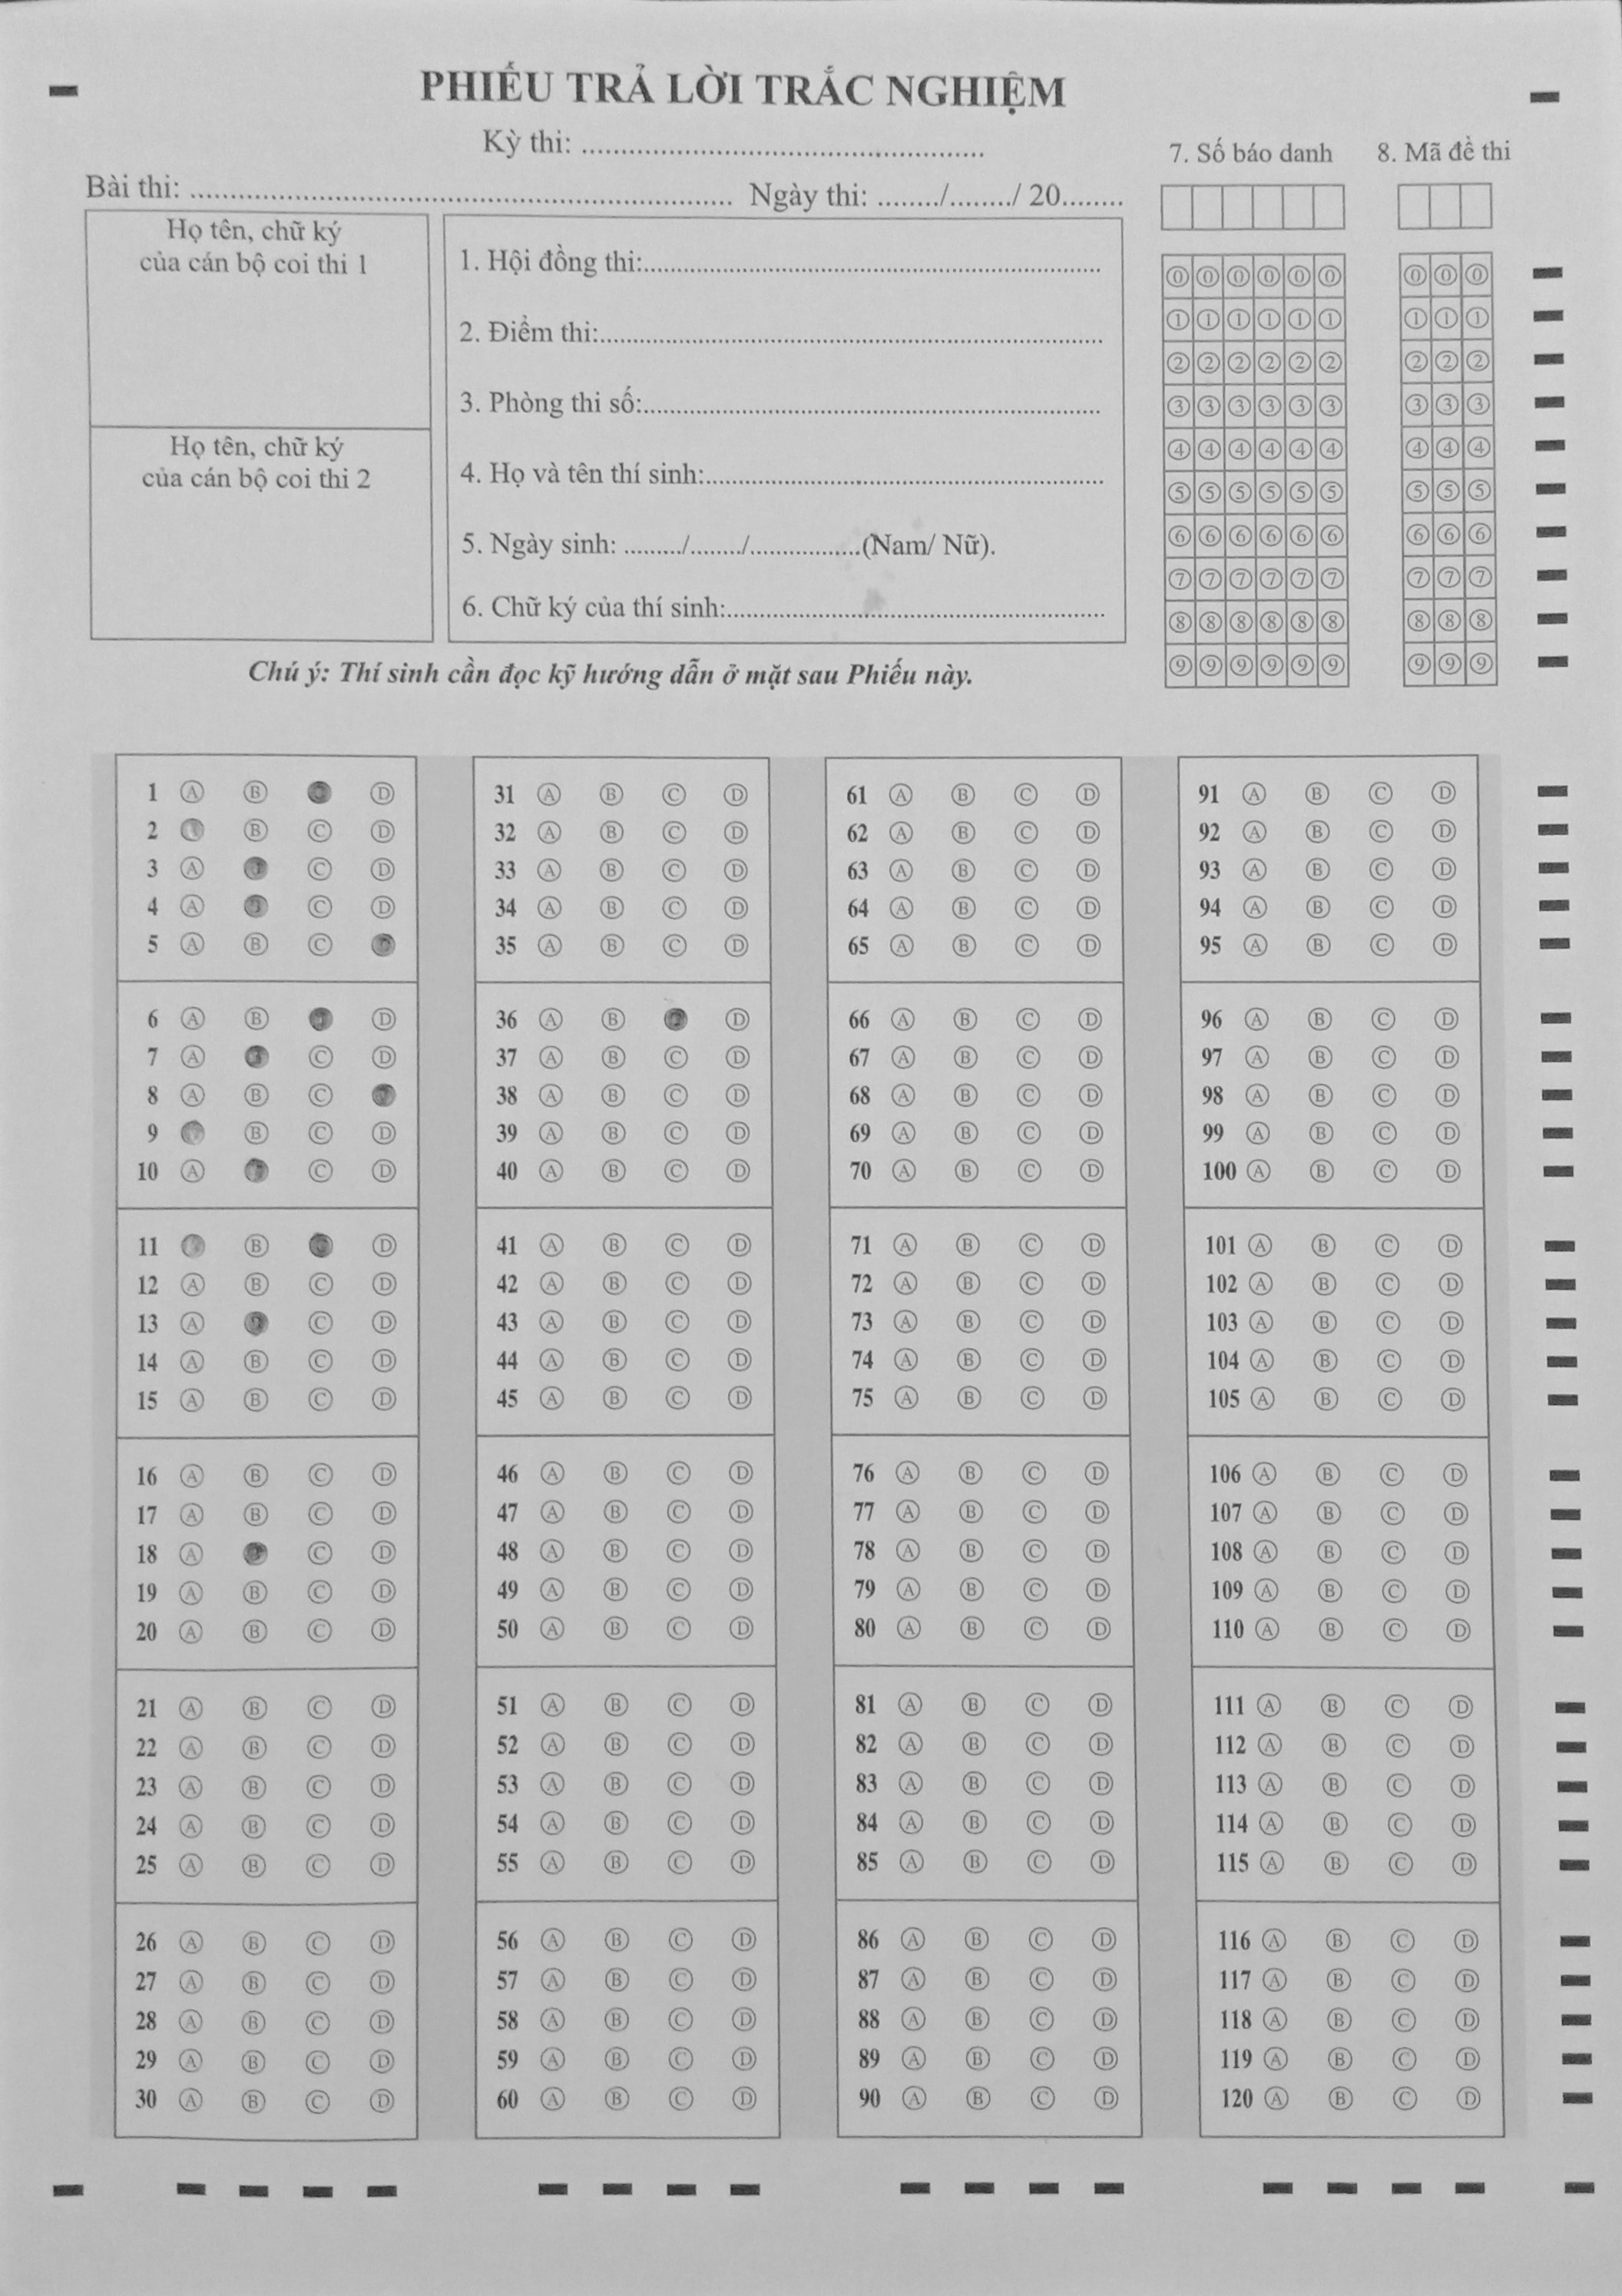 PHIẾU TRẢ LỜI TRẮC NGHIỆM
Kỳ thi: ....................................................
Bài thi: ...................................................................... Ngày thi: ......../......../ 20........
7. Số báo danh
8. Mã đề thi
Họ tên, chữ ký
của cán bộ coi thi 1
Họ tên, chữ ký
của cán bộ coi thi 2
1. Hội đồng thi:..........................................................
2. Điểm thi:................................................................
3. Phòng thi số:..........................................................
4. Họ và tên thí sinh:..................................................
5. Ngày sinh: ........./......../.................(Nam/ Nữ).
6. Chữ ký của thí sinh:................................................
0 0 0 0 0 0 0 0 0
1 1 1 1 1 1 1 1 1
2 2 2 2 2 2 2 2 2
3 3 3 3 3 3 3 3 3
4 4 4 4 4 4 4 4 4
5 5 5 5 5 5 5 5 5
6 6 6 6 6 6 6 6 6
7 7 7 7 7 7 7 7 7
8 8 8 8 8 8 8 8 8
9 9 9 9 9 9 9 9 9
Chú ý: Thí sinh cần đọc kỹ hướng dẫn ở mặt sau Phiếu này.
1 A B D 31 A B C D 61 A B C D 91 A B C D
2 B C D 32 A B C D 62 A B C D 92 A B C D
3 A C D 33 A B C D 63 A B C D 93 A B C D
4 A C D 34 A B C D 64 A B C D 94 A B C D
5 A B C 35 A B C D 65 A B C D 95 A B C D
6 A B D 36 A B D 66 A B C D 96 A B C D
7 A C D 37 A B C D 67 A B C D 97 A B C D
8 A B C 38 A B C D 68 A B C D 98 A B C D
9 B C D 39 A B C D 69 A B C D 99 A B C D
10 A C D 40 A B C D 70 A B C D 100 A B C D
11 B D 41 A B C D 71 A B C D 101 A B C D
12 A B C D 42 A B C D 72 A B C D 102 A B C D
13 A C D 43 A B C D 73 A B C D 103 A B C D
14 A B C D 44 A B C D 74 A B C D 104 A B C D
15 A B C D 45 A B C D 75 A B C D 105 A B C D
16 A B C D 46 A B C D 76 A B C D 106 A B C D
17 A B C D 47 A B C D 77 A B C D 107 A B C D
18 A C D 48 A B C D 78 A B C D 108 A B C D
19 A B C D 49 A B C D 79 A B C D 109 A B C D
20 A B C D 50 A B C D 80 A B C D 110 A B C D
21 A B C D 51 A B C D 81 A B C D 111 A B C D
22 A B C D 52 A B C D 82 A B C D 112 A B C D
23 A B C D 53 A B C D 83 A B C D 113 A B C D
24 A B C D 54 A B C D 84 A B C D 114 A B C D
25 A B C D 55 A B C D 85 A B C D 115 A B C D
26 A B C D 56 A B C D 86 A B C D 116 A B C D
27 A B C D 57 A B C D 87 A B C D 117 A B C D
28 A B C D 58 A B C D 88 A B C D 118 A B C D
29 A B C D 59 A B C D 89 A B C D 119 A B C D
30 A B C D 60 A B C D 90 A B C D 120 A B C D